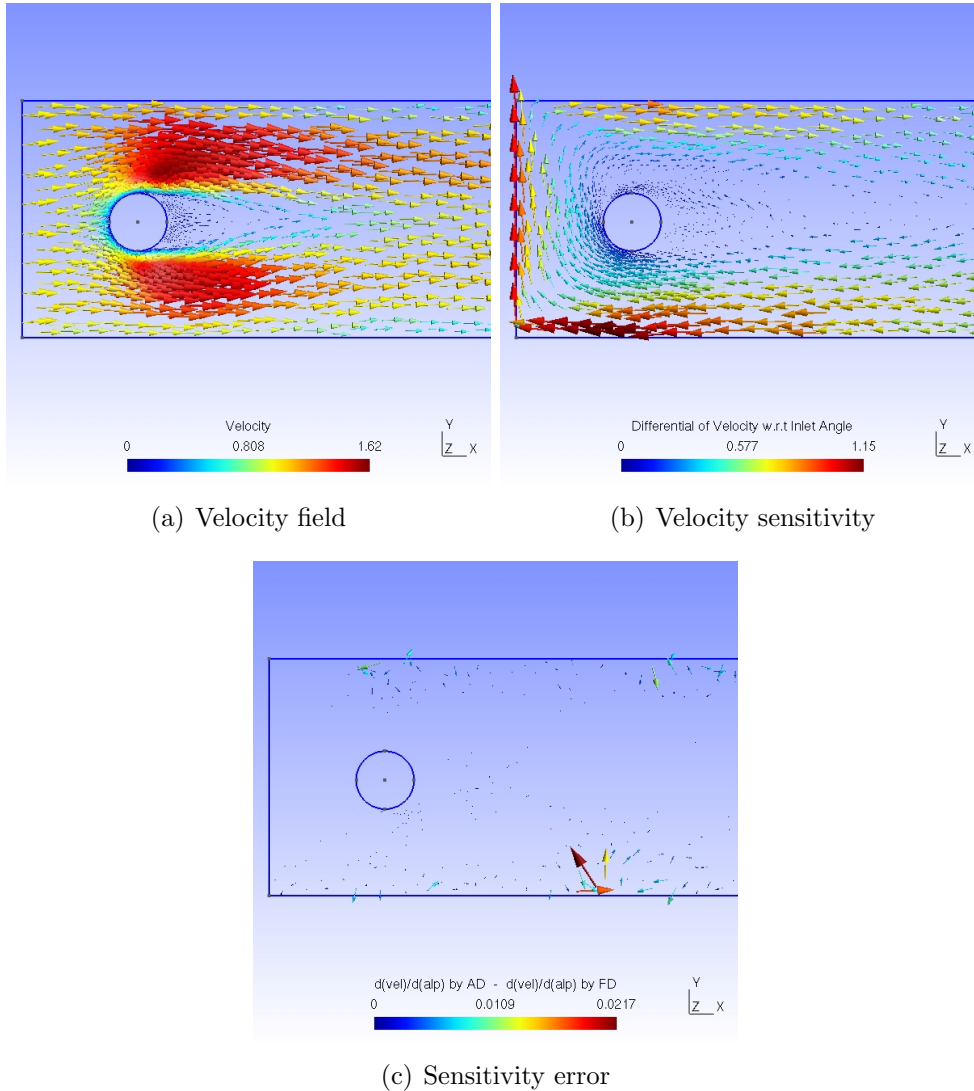 Velocity
0 0.808 1.62
Y
Z X
Differential of Velocity w.r.t Inlet Angle
0 0.577 1.15
Y
Z X
(a) Velocity field
(b) Velocity sensitivity
d(vel)/d(alp) by AD - d(vel)/d(alp) by FD
0 0.0109 0.0217
Y
Z X
(c) Sensitivity error